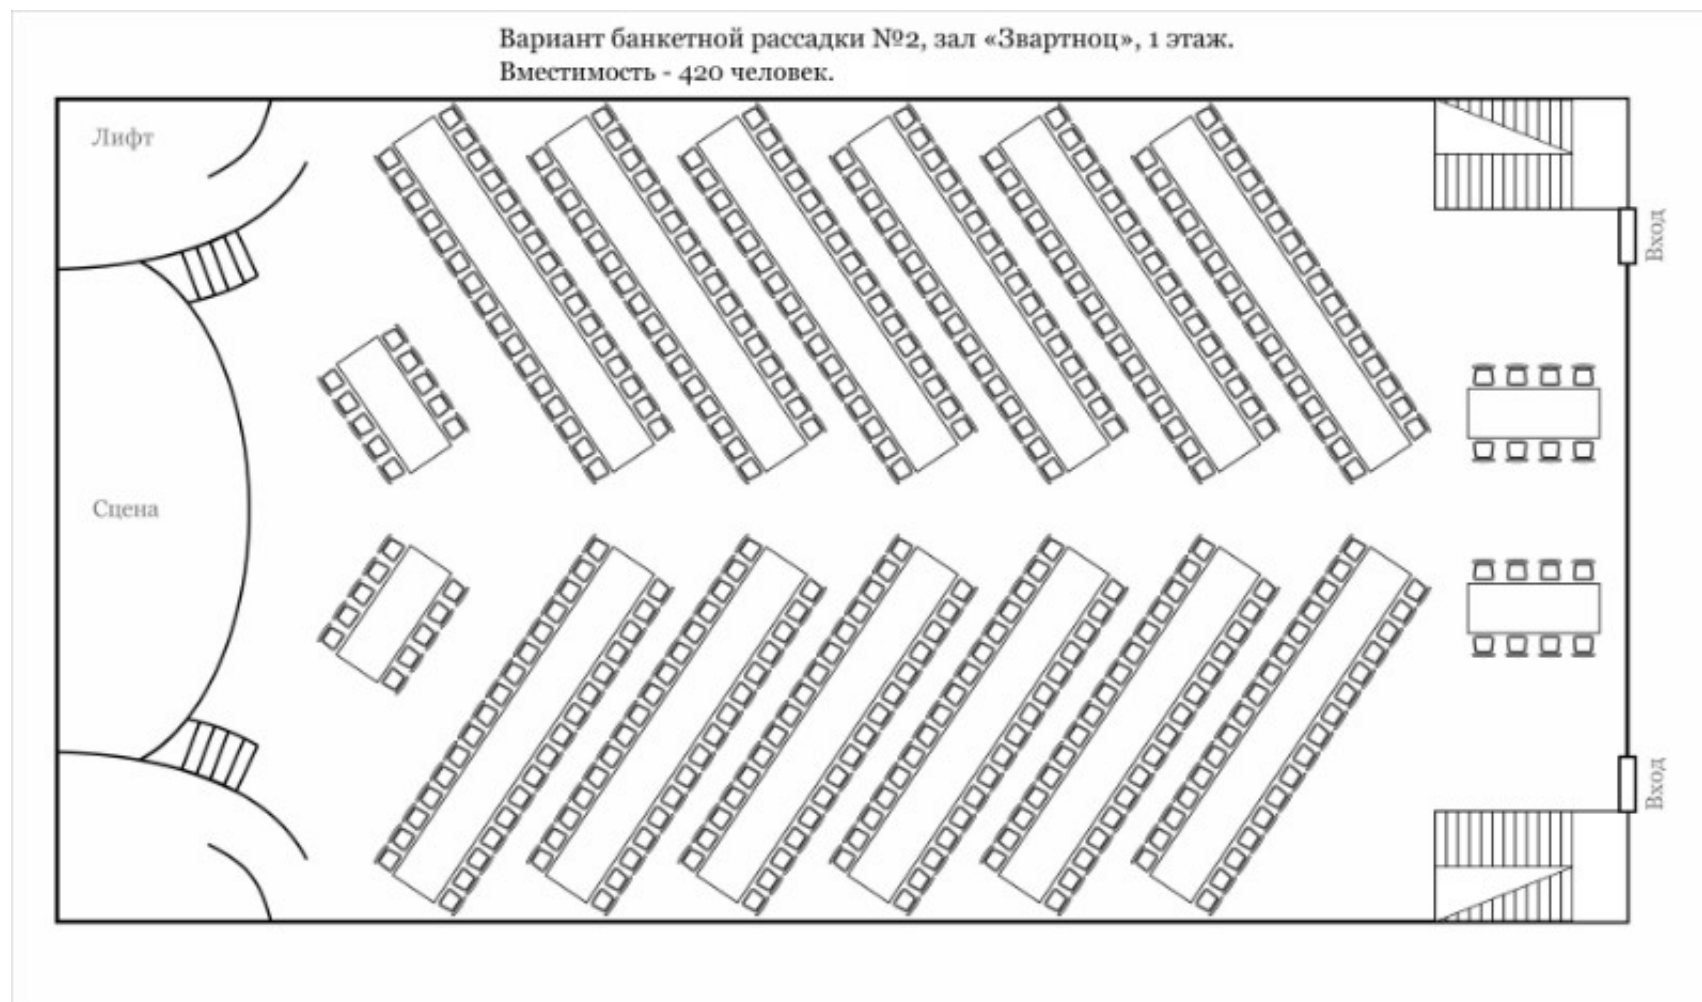 Вариант банкетной рассадки №2, зал «Звартноц», 1 этаж.
Вместимость - 420 человек.
Лифт
Вход
Сцена
Вход